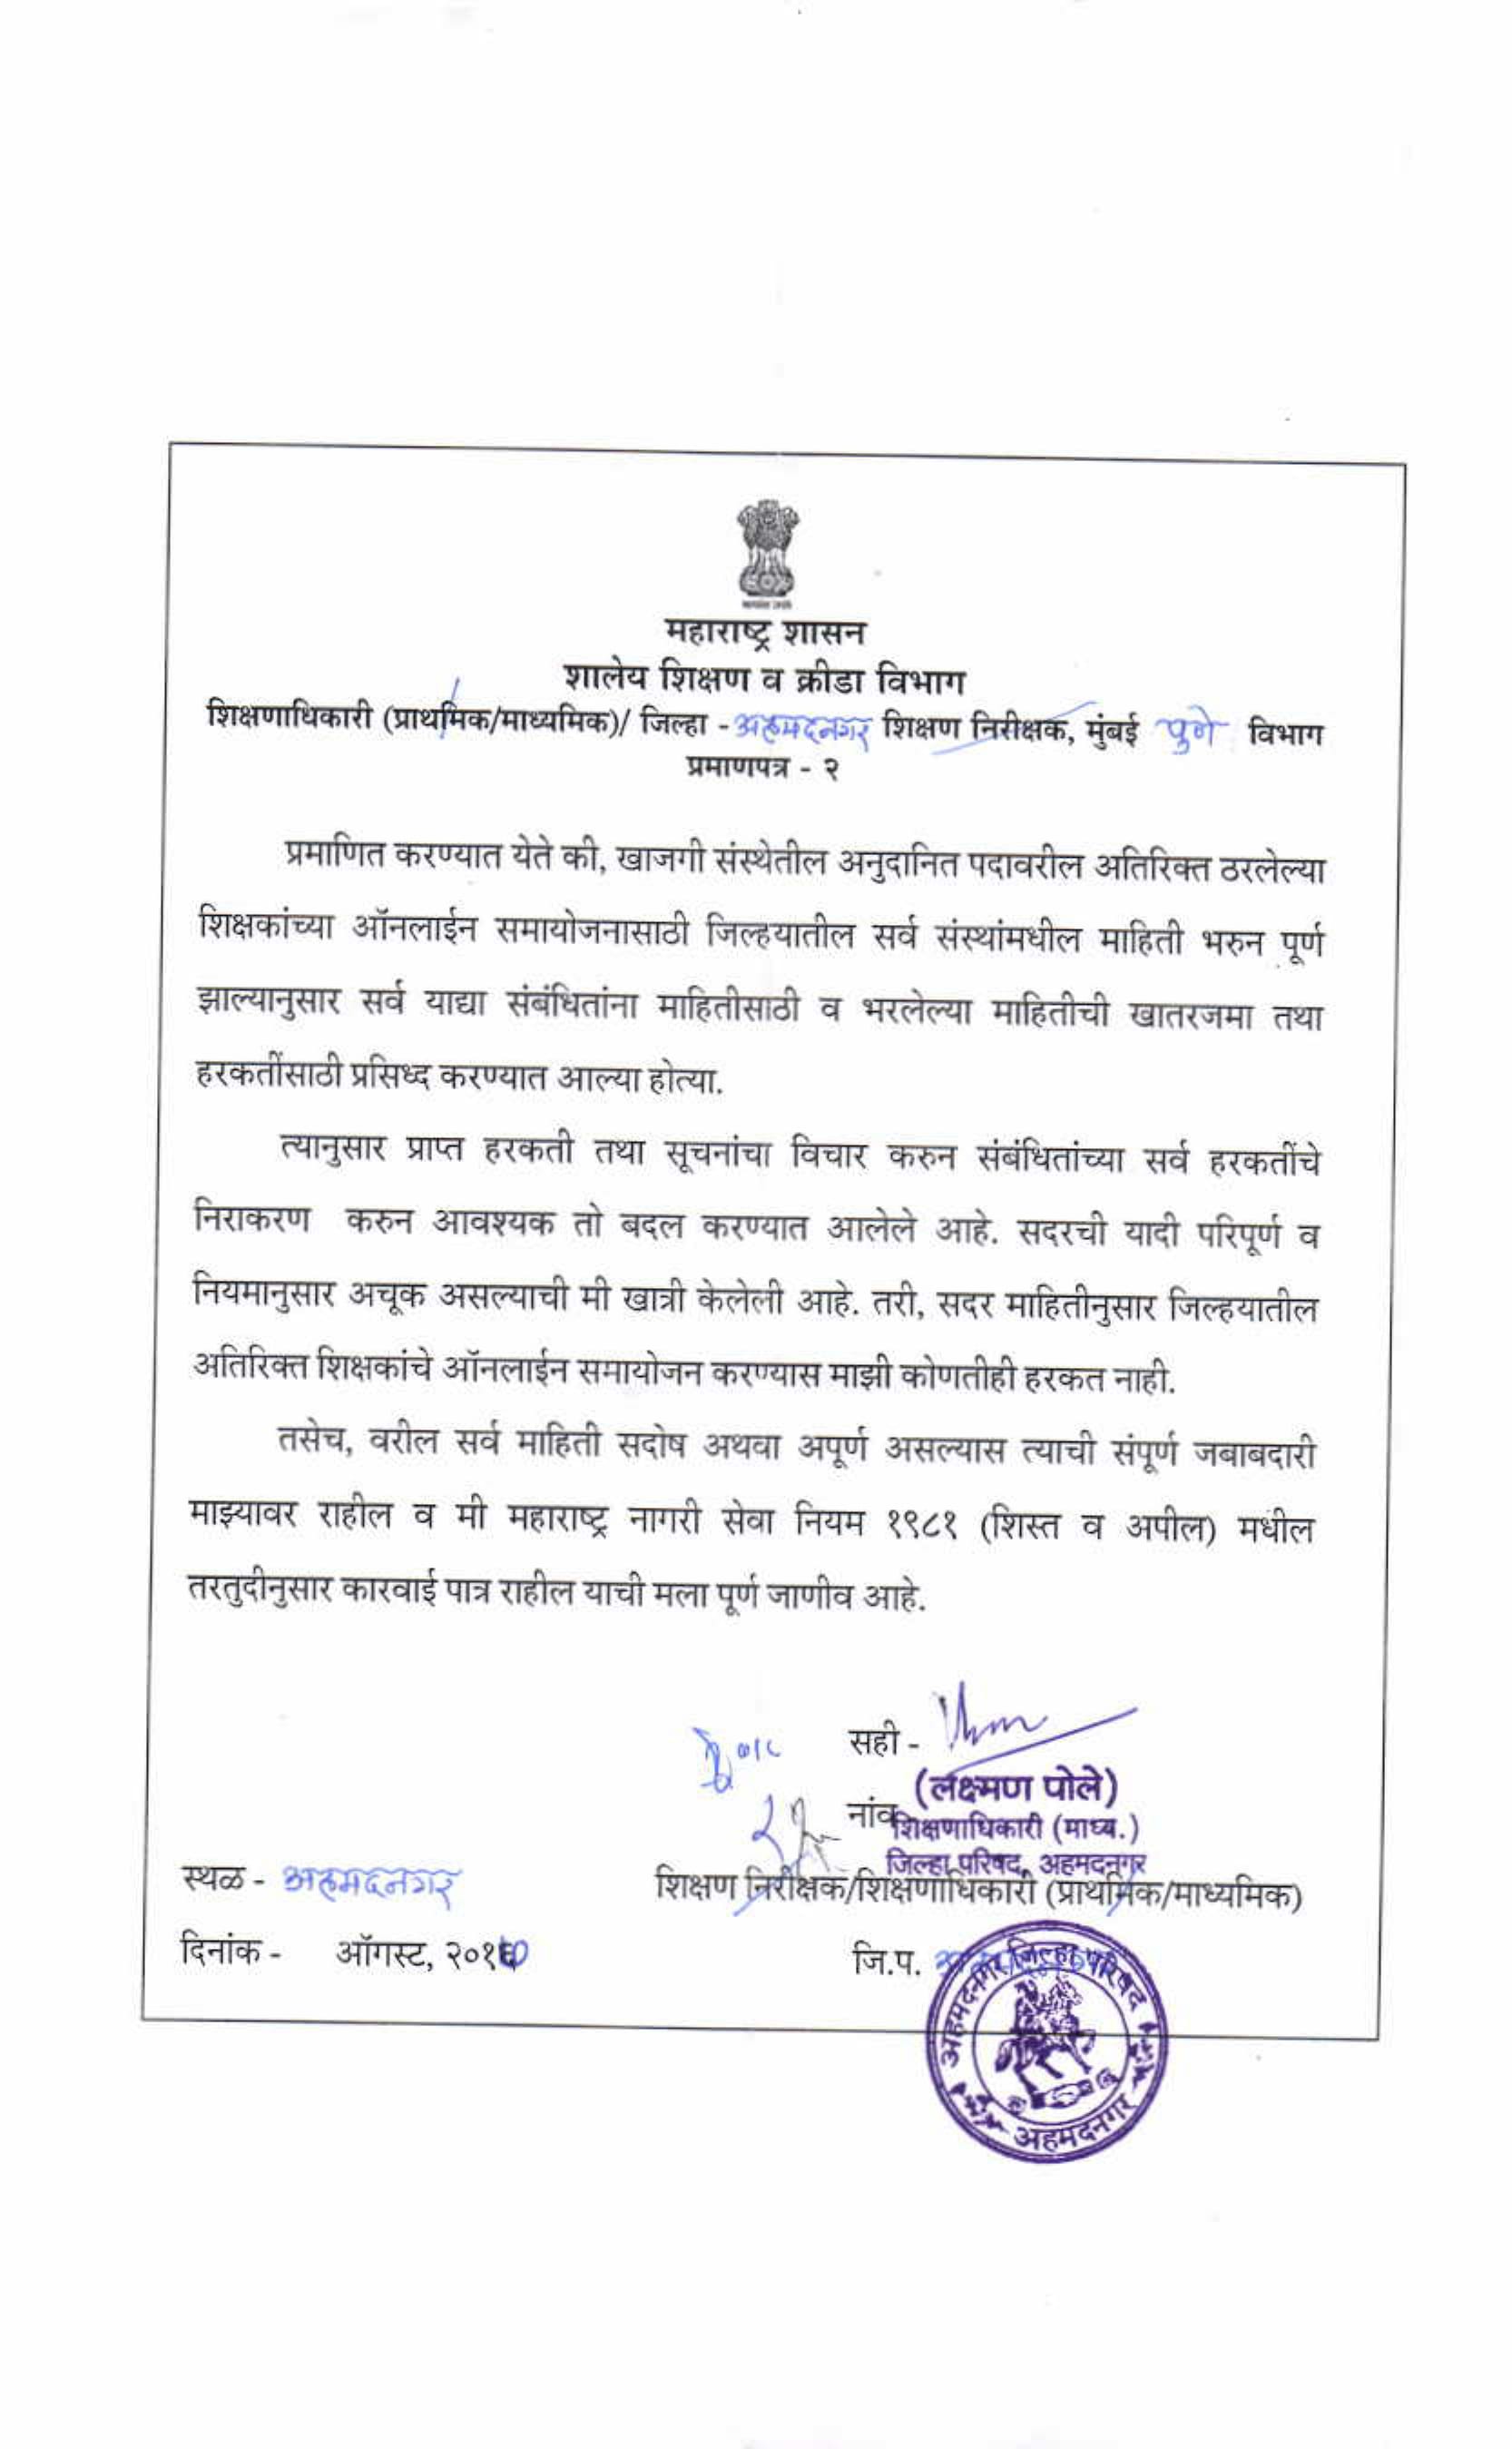 महाराष्ट्र शासन
शालेय शिक्षण व क्रीडा विभाग
शिक्षणाधिकारी (प्राथमिक/माध्यमिक)/ जिल्हा - अहमदनगर शिक्षण निरीक्षक, मुंबई पुणे विभाग
प्रमाणपत्र - २
प्रमाणित करण्यात येते की, खाजगी संस्थेतील अनुदानित पदावरील अतिरिक्त ठरलेल्या
शिक्षकांच्या ऑनलाईन समायोजनासाठी जिल्हयातील सर्व संस्थांमधील माहिती भरुन पूर्ण
झाल्यानुसार सर्व याद्या संबंधितांना माहितीसाठी व भरलेल्या माहितीची खातरजमा तथा
हरकतींसाठी प्रसिध्द करण्यात आल्या होत्या.
त्यानुसार प्राप्त हरकती तथा सूचनांचा विचार करुन संबंधितांच्या सर्व हरकतींचे
निराकरण करुन आवश्यक तो बदल करण्यात आलेले आहे. सदरची यादी परिपूर्ण व
नियमानुसार अचूक असल्याची मी खात्री केलेली आहे. तरी, सदर माहितीनुसार जिल्हयातील
अतिरिक्त शिक्षकांचे ऑनलाईन समायोजन करण्यास माझी कोणतीही हरकत नाही.
तसेच, वरील सर्व माहिती सदोष अथवा अपूर्ण असल्यास त्याची संपूर्ण जबाबदारी
माझ्यावर राहील व मी महाराष्ट्र नागरी सेवा नियम १९८१ (शिस्त व अपील) मधील
तरतुदीनुसार कारवाई पात्र राहील याची मला पूर्ण जाणीव आहे.
सही -
(लक्ष्मण पोले)
नांव
शिक्षणाधिकारी (माध्य.)
जिल्हा परिषद, अहमदनगर
स्थळ - अहमदनगर
शिक्षण निरीक्षक/शिक्षणाधिकारी (प्राथमिक/माध्यमिक)
दिनांक - ऑगस्ट,
जि.प.
अहमदनगर जिल्हा परिषद
अहमदनगर